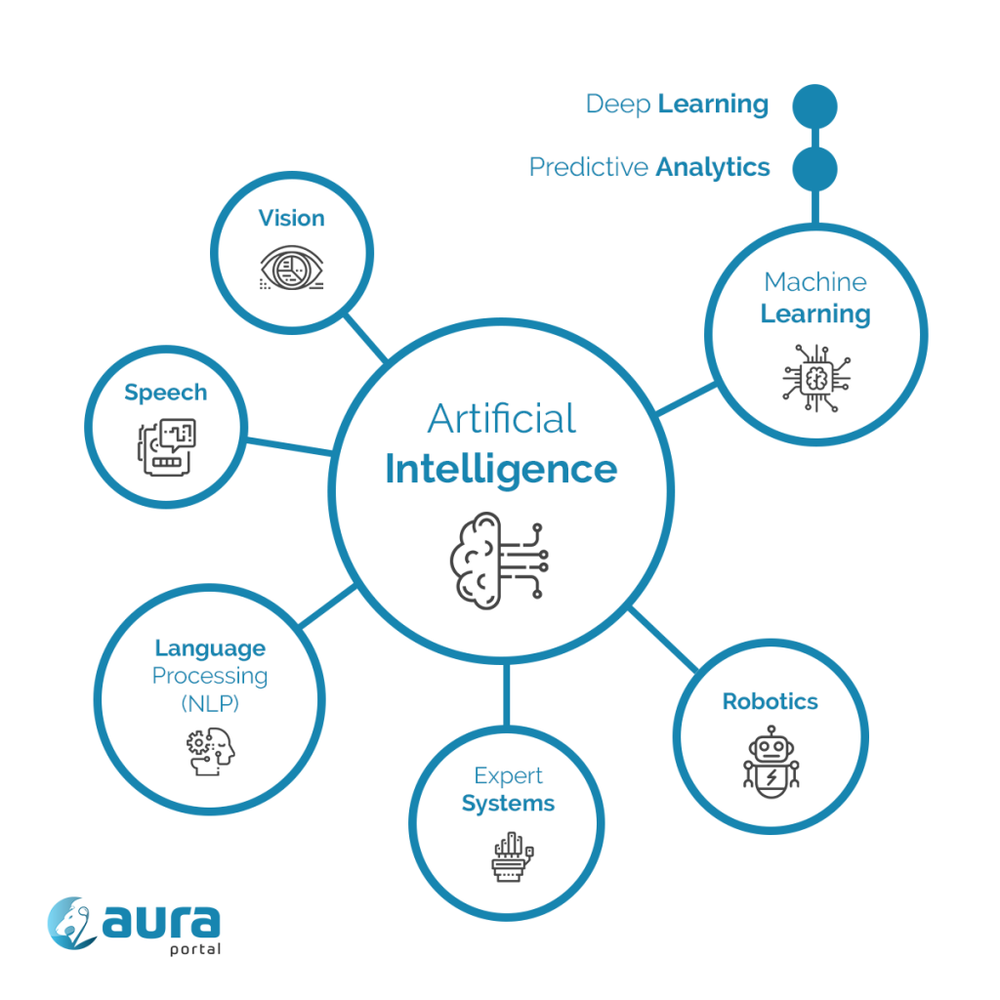 Deep Learning
Predictive Analytics
Vision
Machine
Learning
Speech
Artificial
Intelligence
Language
Processing
(NLP)
Robotics
Expert
Systems
aura
portal